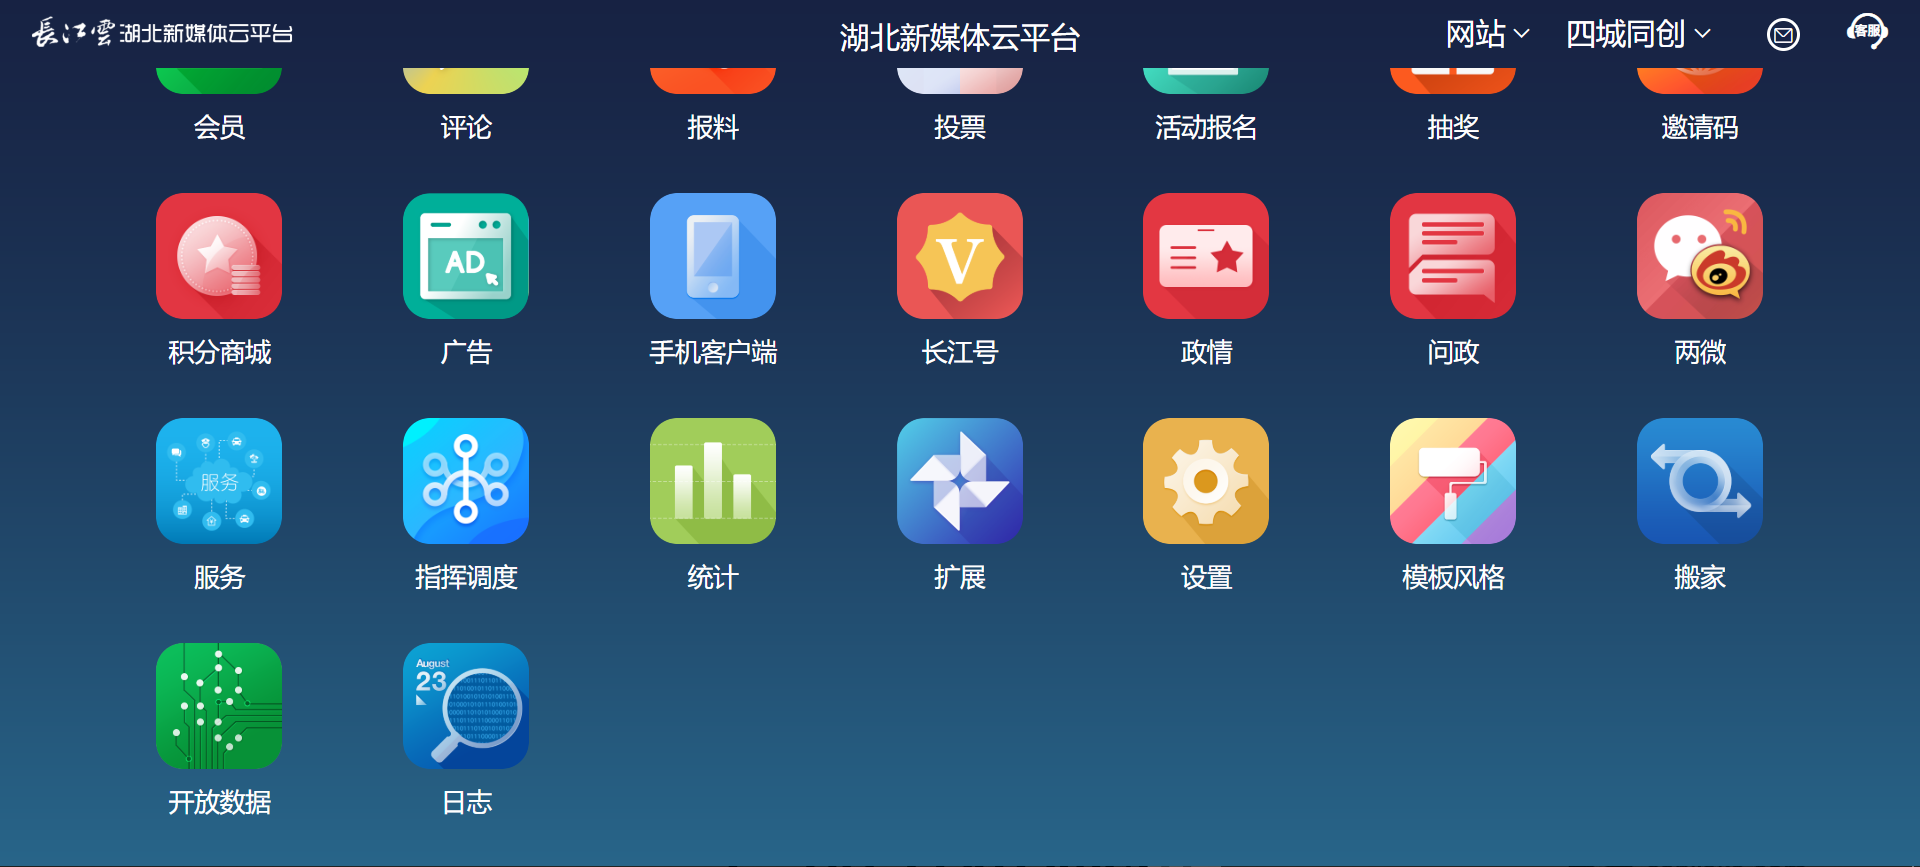 長江雲 湖北新媒体云平台
湖北新媒体云平台
网站
四城同创
客服
会员
评论
报料
投票
活动报名
抽奖
邀请码
AD
V
积分商城
广告
手机客户端
长江号
政情
问政
两微
服务
服务
指挥调度
统计
扩展
设置
模板风格
搬家
August
23
开放数据
日志